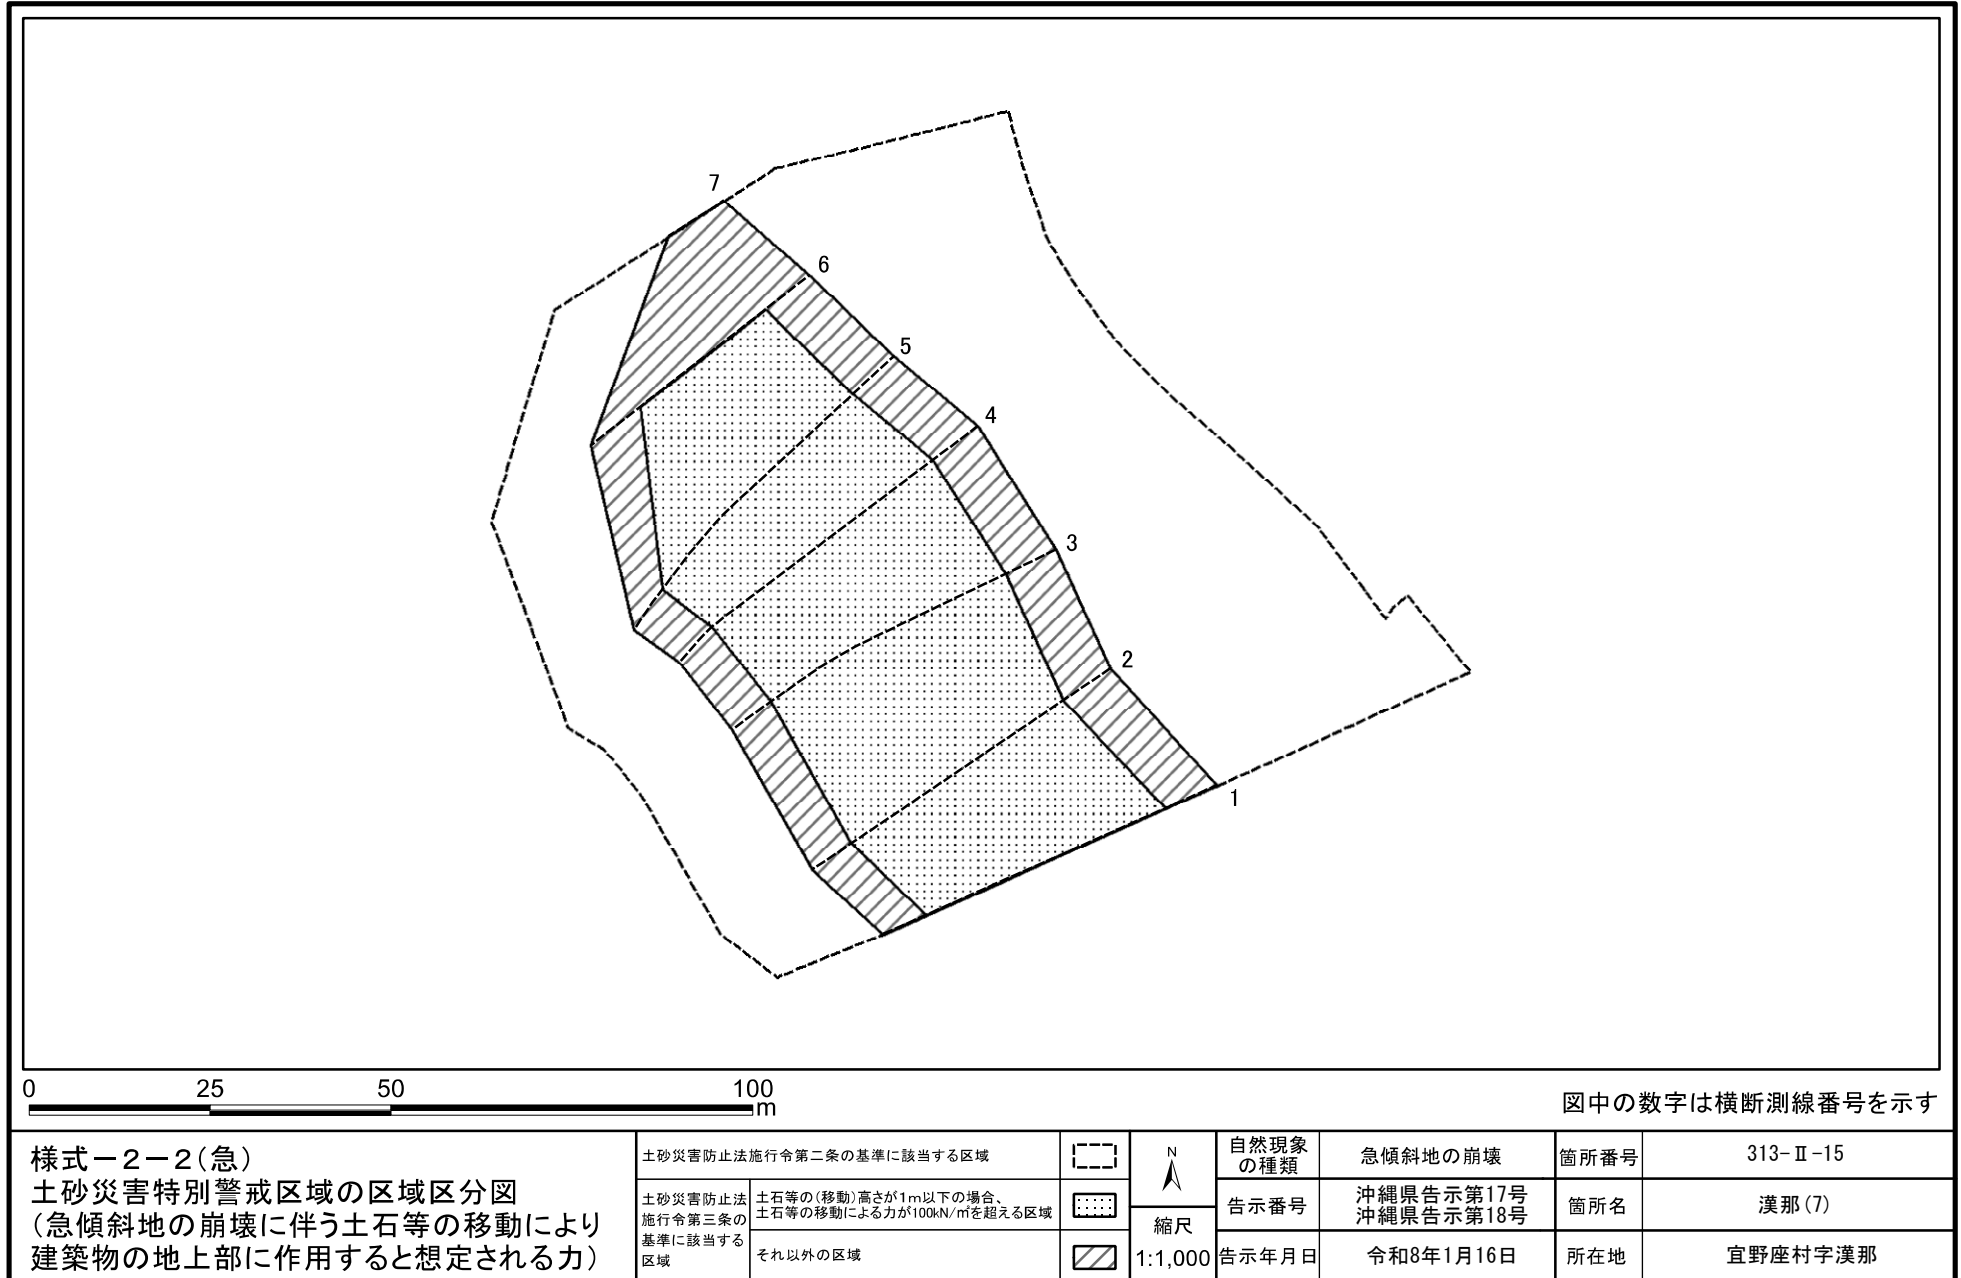 7
6
5
4
3
2
1
0 25 50 100
m
図中の数字は横断測線番号を示す
様式－２－２（急）
土砂災害特別警戒区域の区域区分図
（急傾斜地の崩壊に伴う土石等の移動により
建築物の地上部に作用すると想定される力）
土砂災害防止法施行令第二条の基準に該当する区域
土砂災害防止法
施行令第三条の
基準に該当する
区域
土石等の（移動）高さが1ｍ以下の場合、
土石等の移動による力が100kN/㎡を超える区域
それ以外の区域
N
縮尺
1:1,000
自然現象
の種類
急傾斜地の崩壊
箇所番号
313-Ⅱ-15
告示番号
沖縄県告示第17号
沖縄県告示第18号
箇所名
漢那(7)
告示年月日
令和8年1月16日
所在地
宜野座村字漢那